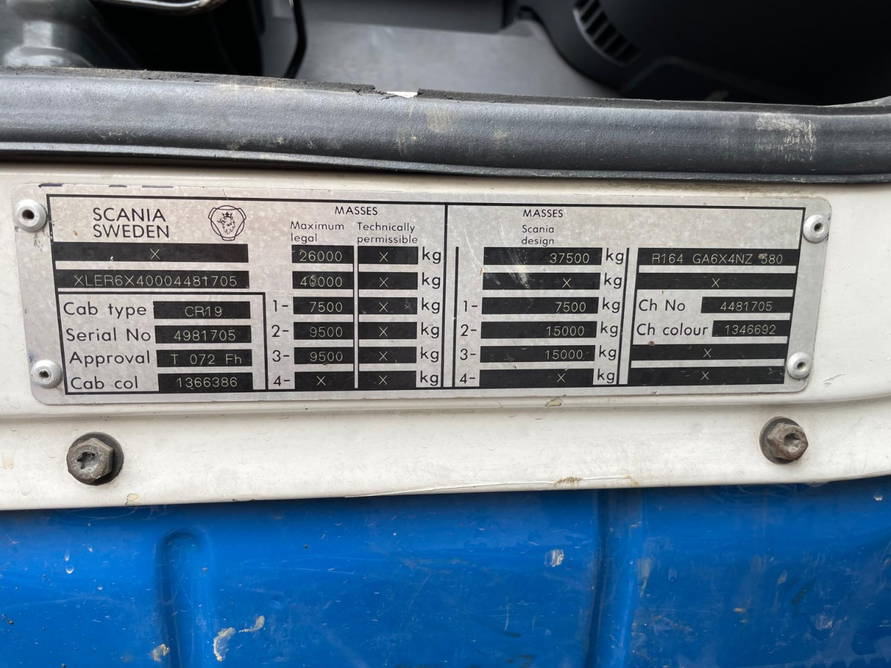 SCANIA
SWEDEN
X
XLER6X40004481705
Cab type CR19
Serial No 4981705
Approval T 072 Fh
Cab col 1366386
MASSES
Maximum legal Technically permissible
26000 X kg
40000 X kg
1- 7500 X kg
2- 9500 X kg
3- 9500 X kg
4- X X kg
MASSES
Scania
design
37500 kg
X kg
1- 7500 kg
2- 15000 kg
3- 15000 kg
4- X kg
R164 GA6X4NZ 580
X
Ch No 4481705
Ch colour 1346692
X
X